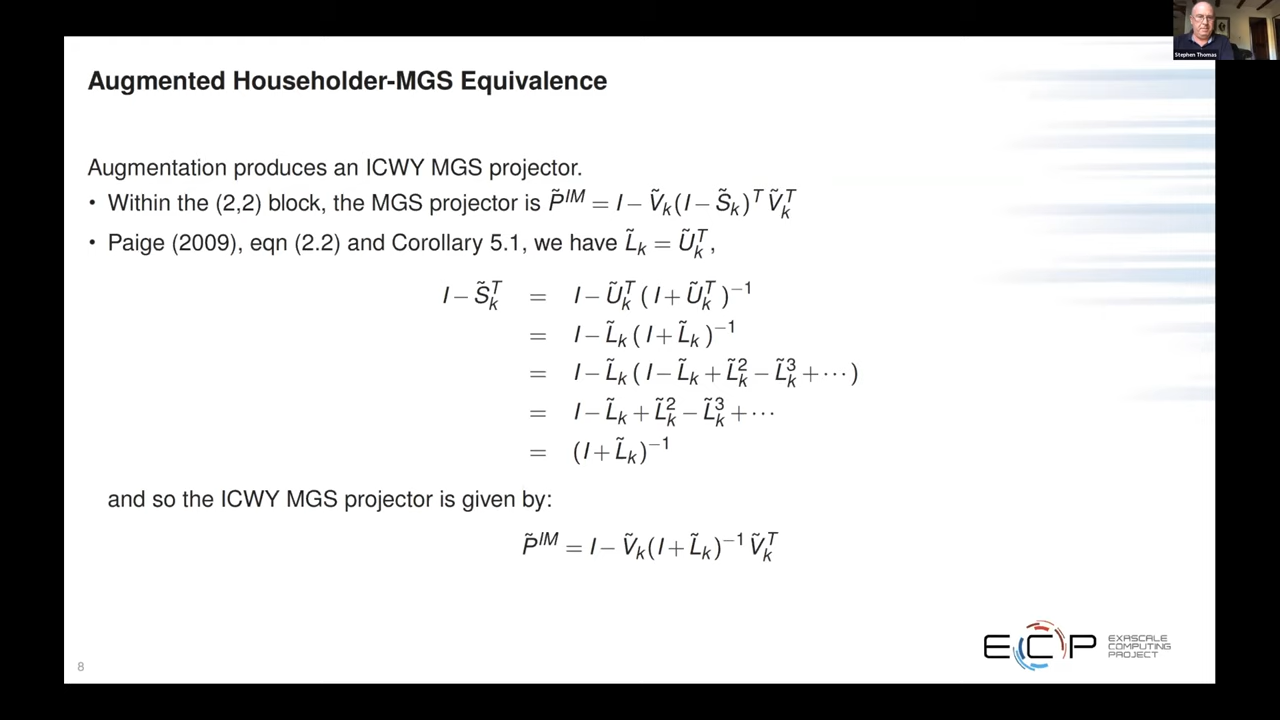 Stephen Thomas
Augmented Householder-MGS Equivalence
Augmentation produces an ICWY MGS projector.
• Within the (2,2) block, the MGS projector is P̃^IM = I − Ṽ_k(I − S̃_k)^T Ṽ_k^T
• Paige (2009), eqn (2.2) and Corollary 5.1, we have L̃_k = Ũ_k^T,
I − S̃_k^T = I − Ũ_k^T (I + Ũ_k^T)^−1
= I − L̃_k (I + L̃_k)^−1
= I − L̃_k (I − L̃_k + L̃_k^2 − L̃_k^3 + ⋯)
= I − L̃_k + L̃_k^2 − L̃_k^3 + ⋯
= (I + L̃_k)^−1
and so the ICWY MGS projector is given by:
P̃^IM = I − Ṽ_k(I + L̃_k)^−1 Ṽ_k^T
ECP
EXASCALE
COMPUTING
PROJECT
8